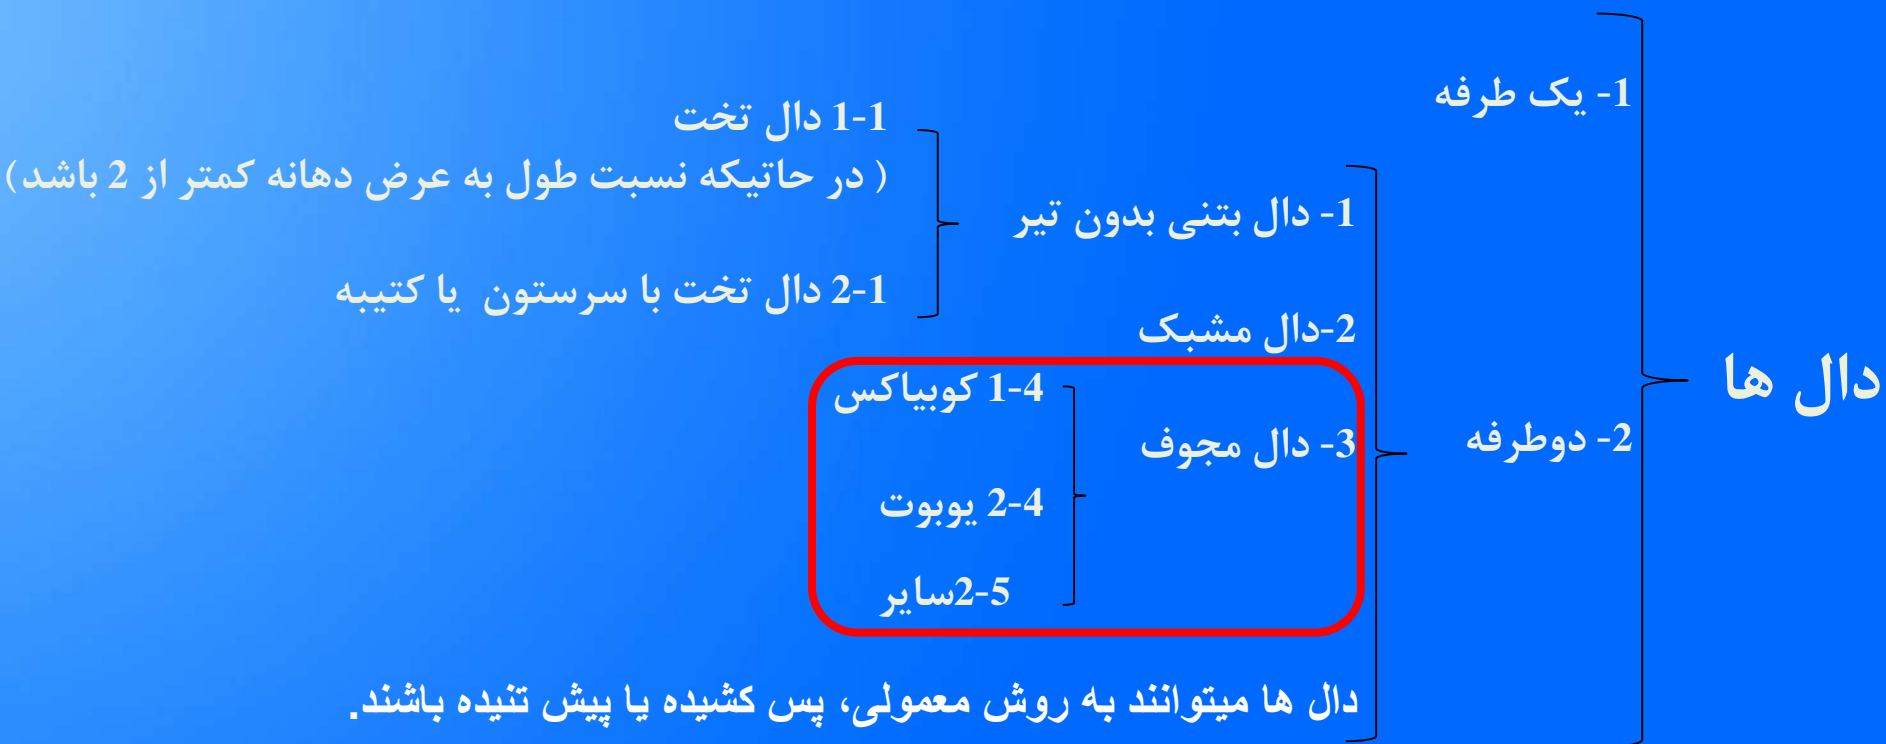 دال ها
1- یک طرفه
2- دوطرفه
1- دال بتنی بدون تیر
1-1 دال تخت
( در حاتیکه نسبت طول به عرض دهانه کمتر از 2 باشد)
2-1 دال تخت با سرستون یا کتیبه
2-دال مشبک
3- دال مجوف
1-4 کوبیاکس
2-4 یوبوت
2-5سایر
دال ها میتوانند به روش معمولی، پس کشیده یا پیش تنیده باشند.